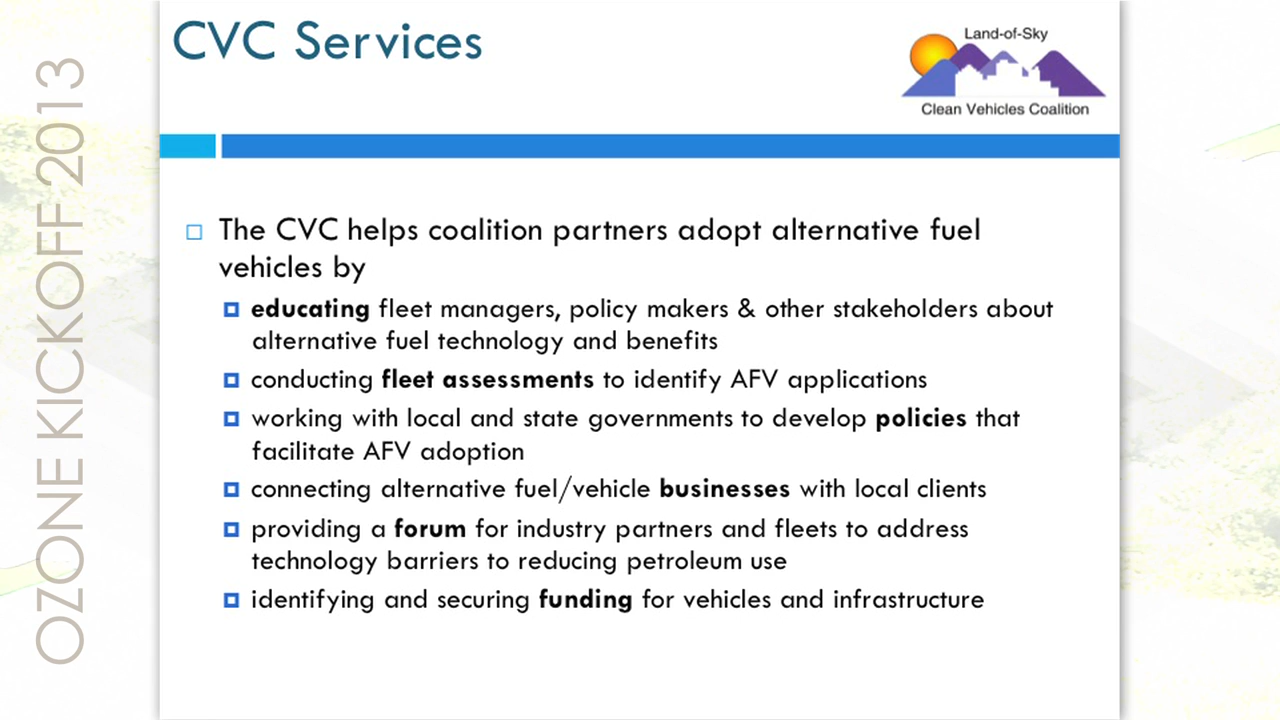 CVC Services
Land-of-Sky
Clean Vehicles Coalition
OZONE KICKOFF 2013
The CVC helps coalition partners adopt alternative fuel
vehicles by
educating fleet managers, policy makers & other stakeholders about
alternative fuel technology and benefits
conducting fleet assessments to identify AFV applications
working with local and state governments to develop policies that
facilitate AFV adoption
connecting alternative fuel/vehicle businesses with local clients
providing a forum for industry partners and fleets to address
technology barriers to reducing petroleum use
identifying and securing funding for vehicles and infrastructure